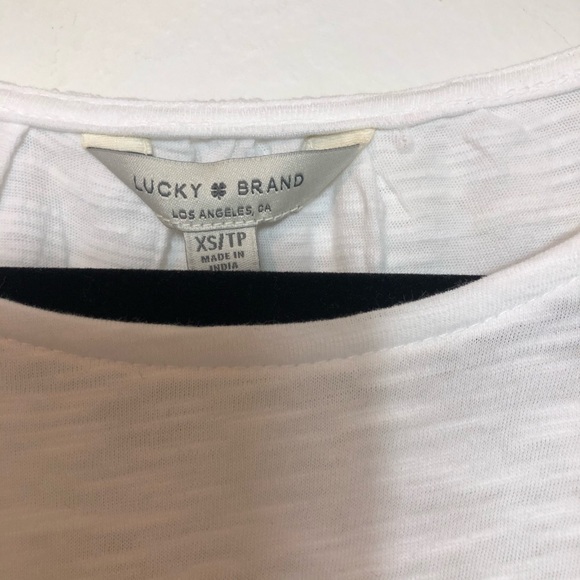 LUCKY BRAND
LOS ANGELES, CA
XS/TP
MADE IN
INDIA